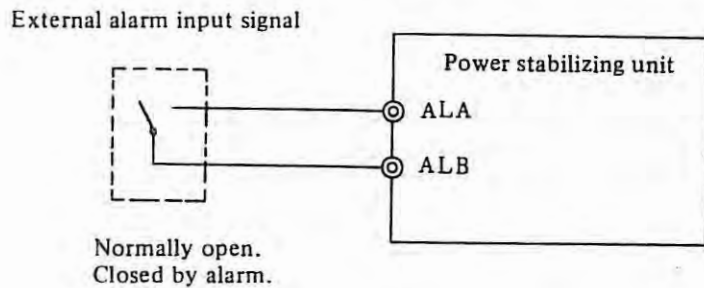 External alarm input signal
Power stabilizing unit
ALA
ALB
Normally open.
Closed by alarm.